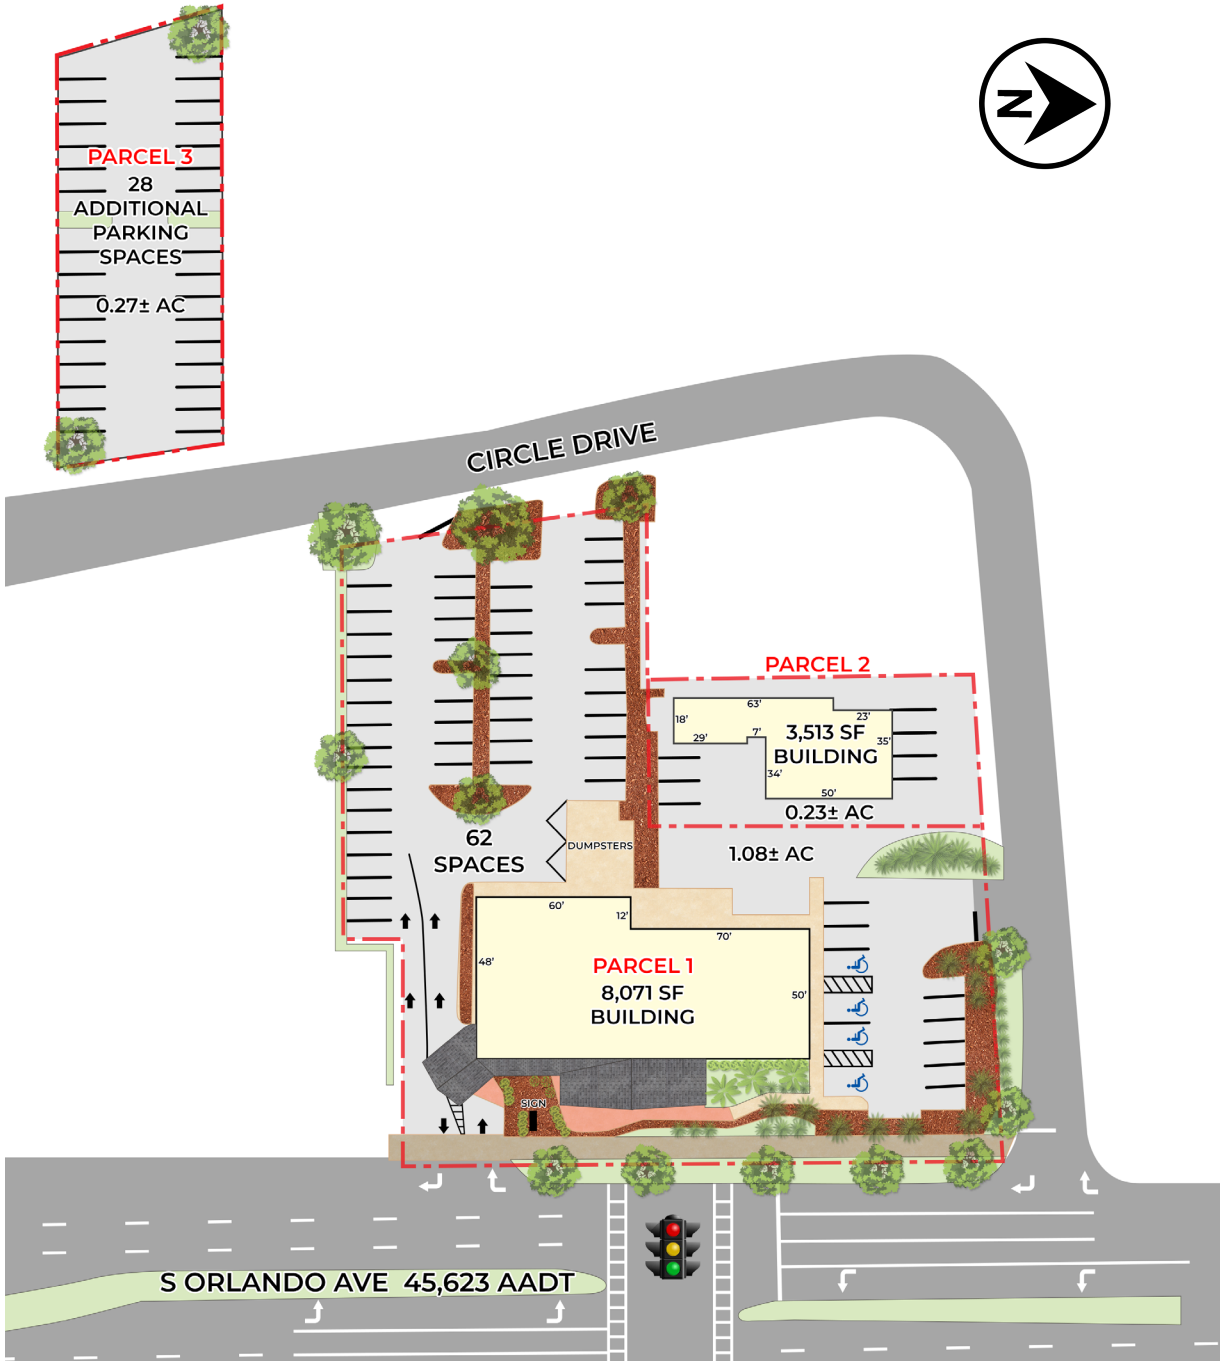 N
PARCEL 3
28
ADDITIONAL
PARKING
SPACES
0.27± AC
CIRCLE DRIVE
PARCEL 2
63'
18'
23'
29'
7'
3,513 SF
BUILDING
35'
34'
50'
0.23± AC
62
SPACES
DUMPSTERS
1.08± AC
60'
12'
70'
48'
PARCEL 1
8,071 SF
BUILDING
50'
SIGN
S ORLANDO AVE 45,623 AADT